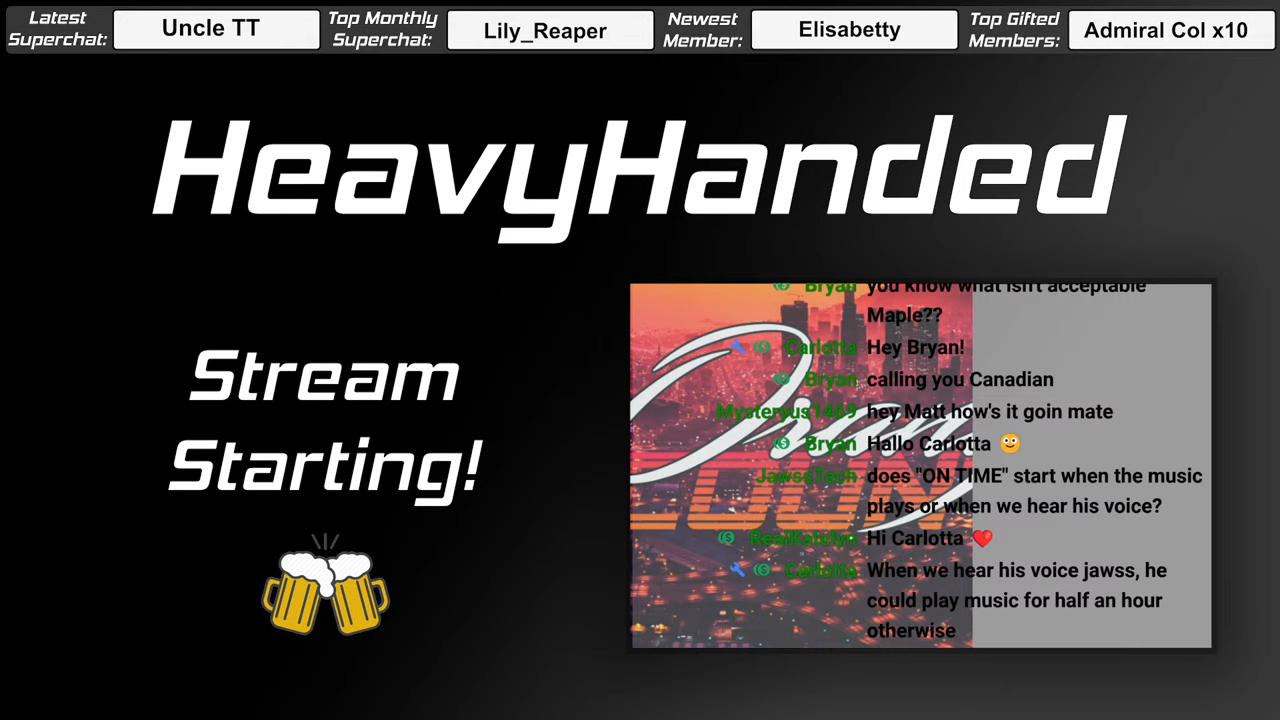 Latest Superchat: Uncle TT
Top Monthly Superchat: Lily_Reaper
Newest Member: Elisabetty
Top Gifted Members: Admiral Col x10
HeavyHanded
Stream
Starting!
Bryan you know what isn't acceptable
Maple??
Carlotta Hey Bryan!
Bryan calling you Canadian
Mysteryus1469 hey Matt how's it goin mate
Bryan Hallo Carlotta
JawssTech does "ON TIME" start when the music
plays or when we hear his voice?
RealKatelyn Hi Carlotta
Carlotta When we hear his voice jawss, he
could play music for half an hour
otherwise